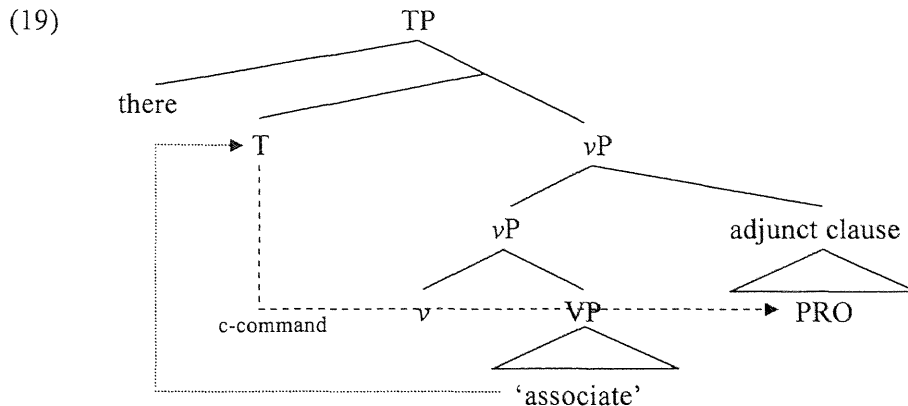 (19) TP
there
T vP
vP adjunct clause
c-command v VP PRO
'associate'